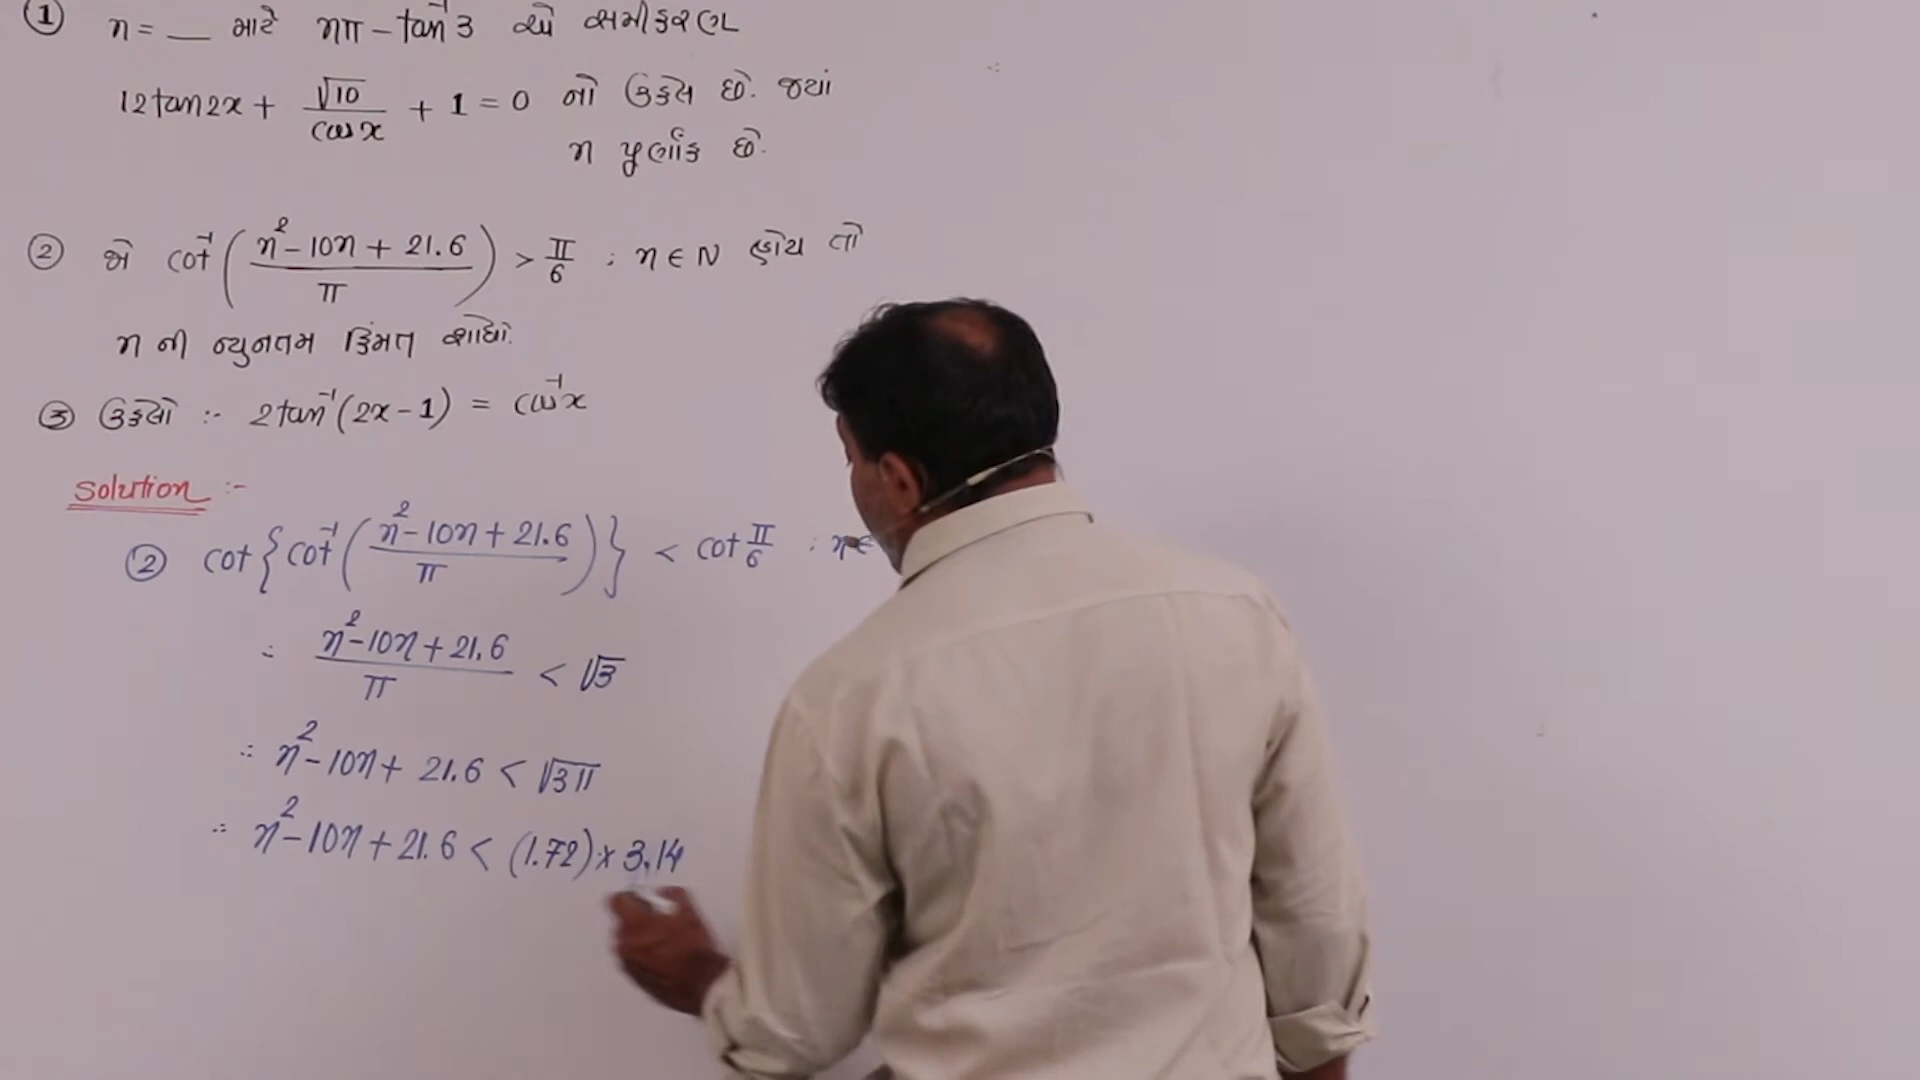 ① n = __ માટે nπ - tan⁻¹3 એ સમીકરણ
12tan2x + √10/cosx + 1 = 0 નો ઉકેલ છે. જ્યાં
n પુર્ણાંક છે.
② જો cot⁻¹((n² - 10n + 21.6)/π) > π/6 ; n ∈ N હોય તો
n ની ન્યુનતમ કિંમત શોધો.
③ ઉકેલો :- 2tan⁻¹(2x - 1) = cos⁻¹x
Solution :-
② cot{cot⁻¹((n² - 10n + 21.6)/π)} < cot π/6 ; n ∈
∴ (n² - 10n + 21.6)/π < √3
∴ n² - 10n + 21.6 < √3π
∴ n² - 10n + 21.6 < (1.72) × 3.14